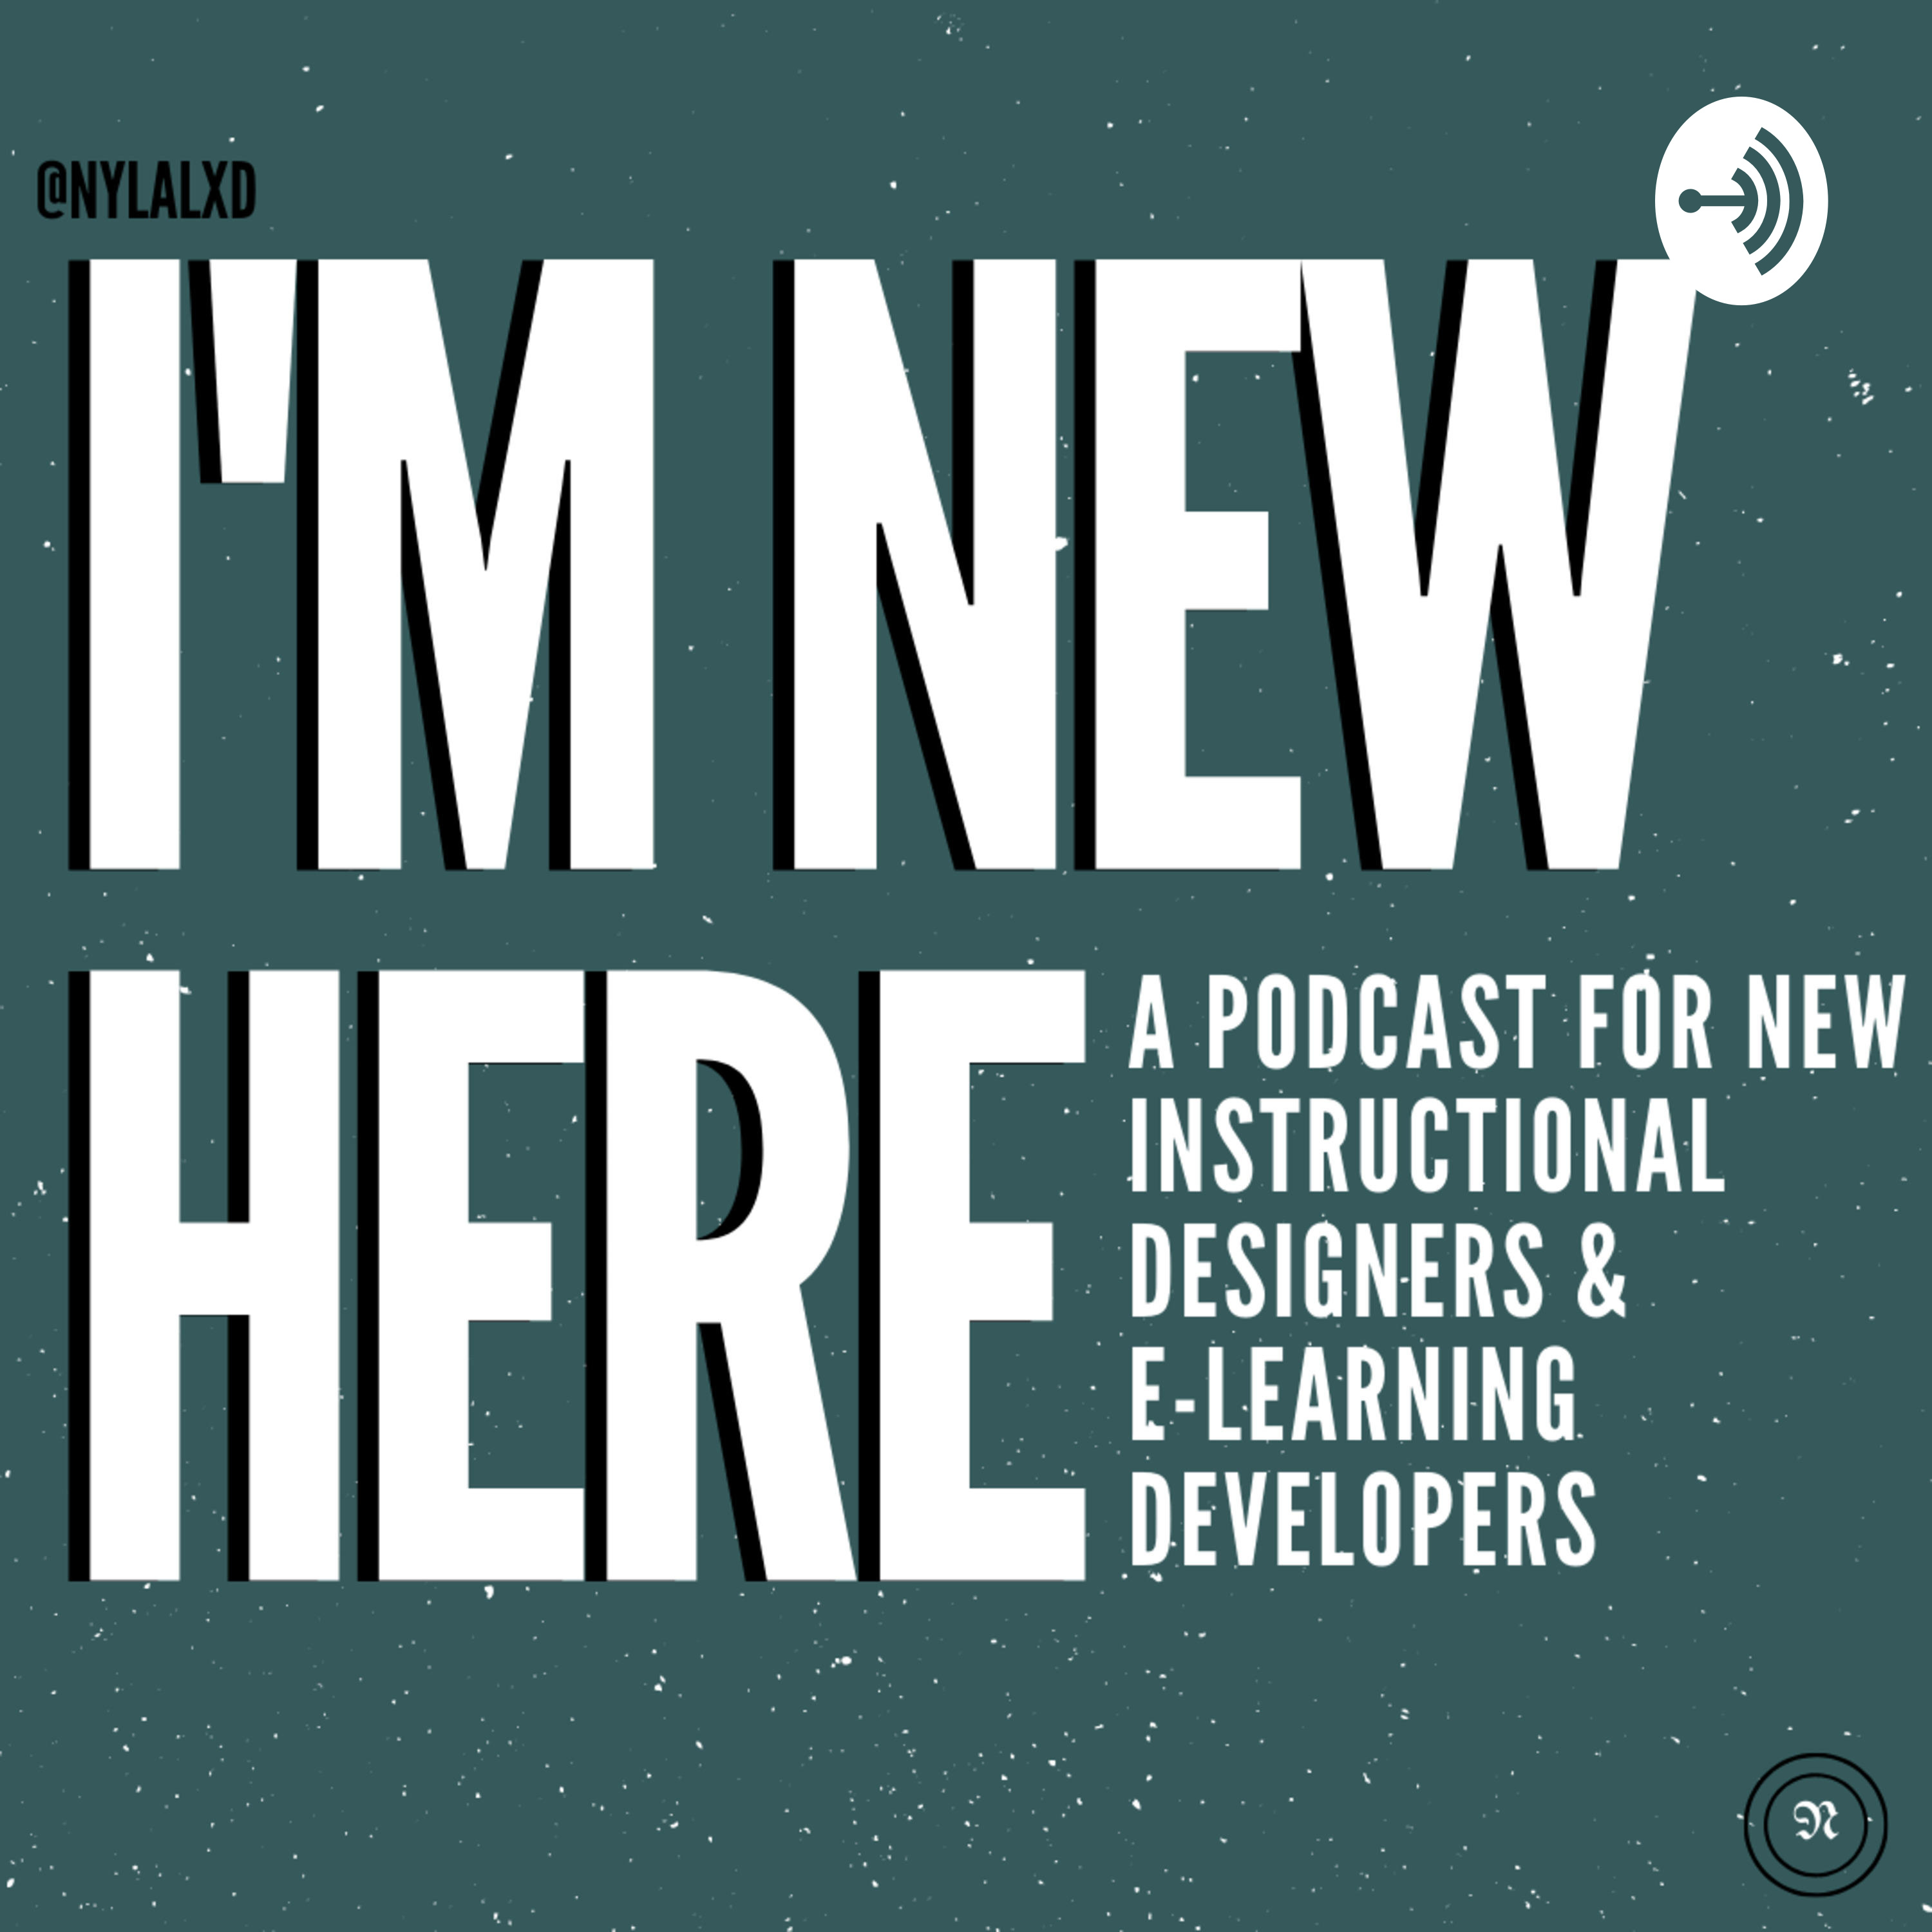 @NYLALXD
I'M NEW
HERE
A PODCAST FOR NEW
INSTRUCTIONAL
DESIGNERS &
E-LEARNING
DEVELOPERS
N